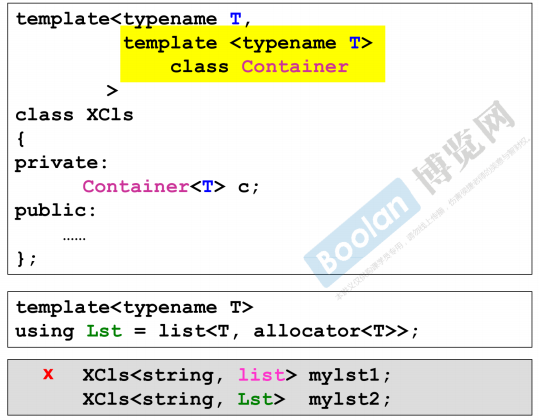 template<typename T,
template <typename T>
class Container
>
class XCls
{
private:
Container<T> c;
public:
……
};
Boolan 博览网
template<typename T>
using Lst = list<T, allocator<T>>;
x XCls<string, list> mylst1;
XCls<string, Lst> mylst2;